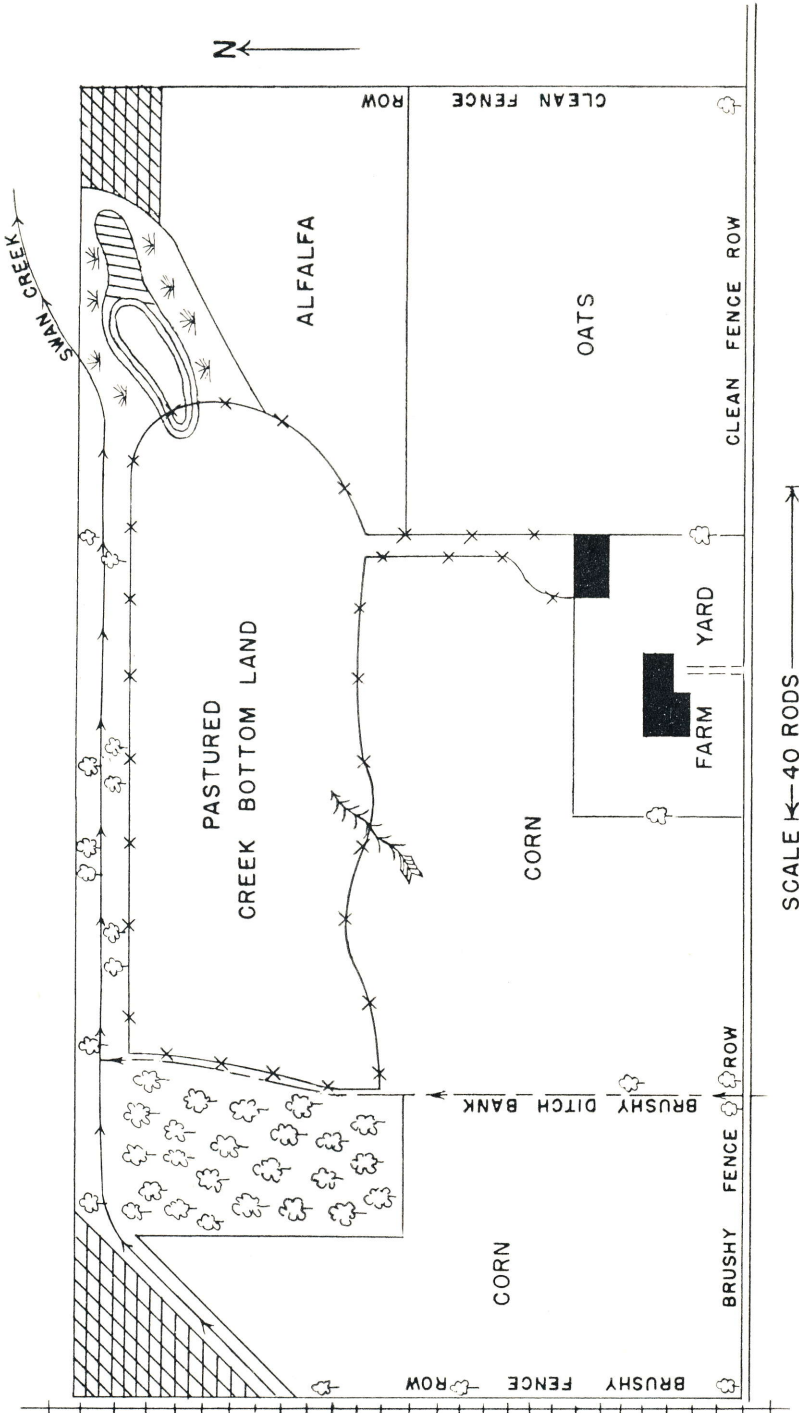 N
SWAN CREEK
ALFALFA
CLEAN FENCE ROW
OATS
CLEAN FENCE ROW
PASTURED
CREEK BOTTOM LAND
CORN
FARM YARD
SCALE 40 RODS
BRUSHY DITCH BANK
BRUSHY FENCE ROW
CORN
BRUSHY FENCE ROW